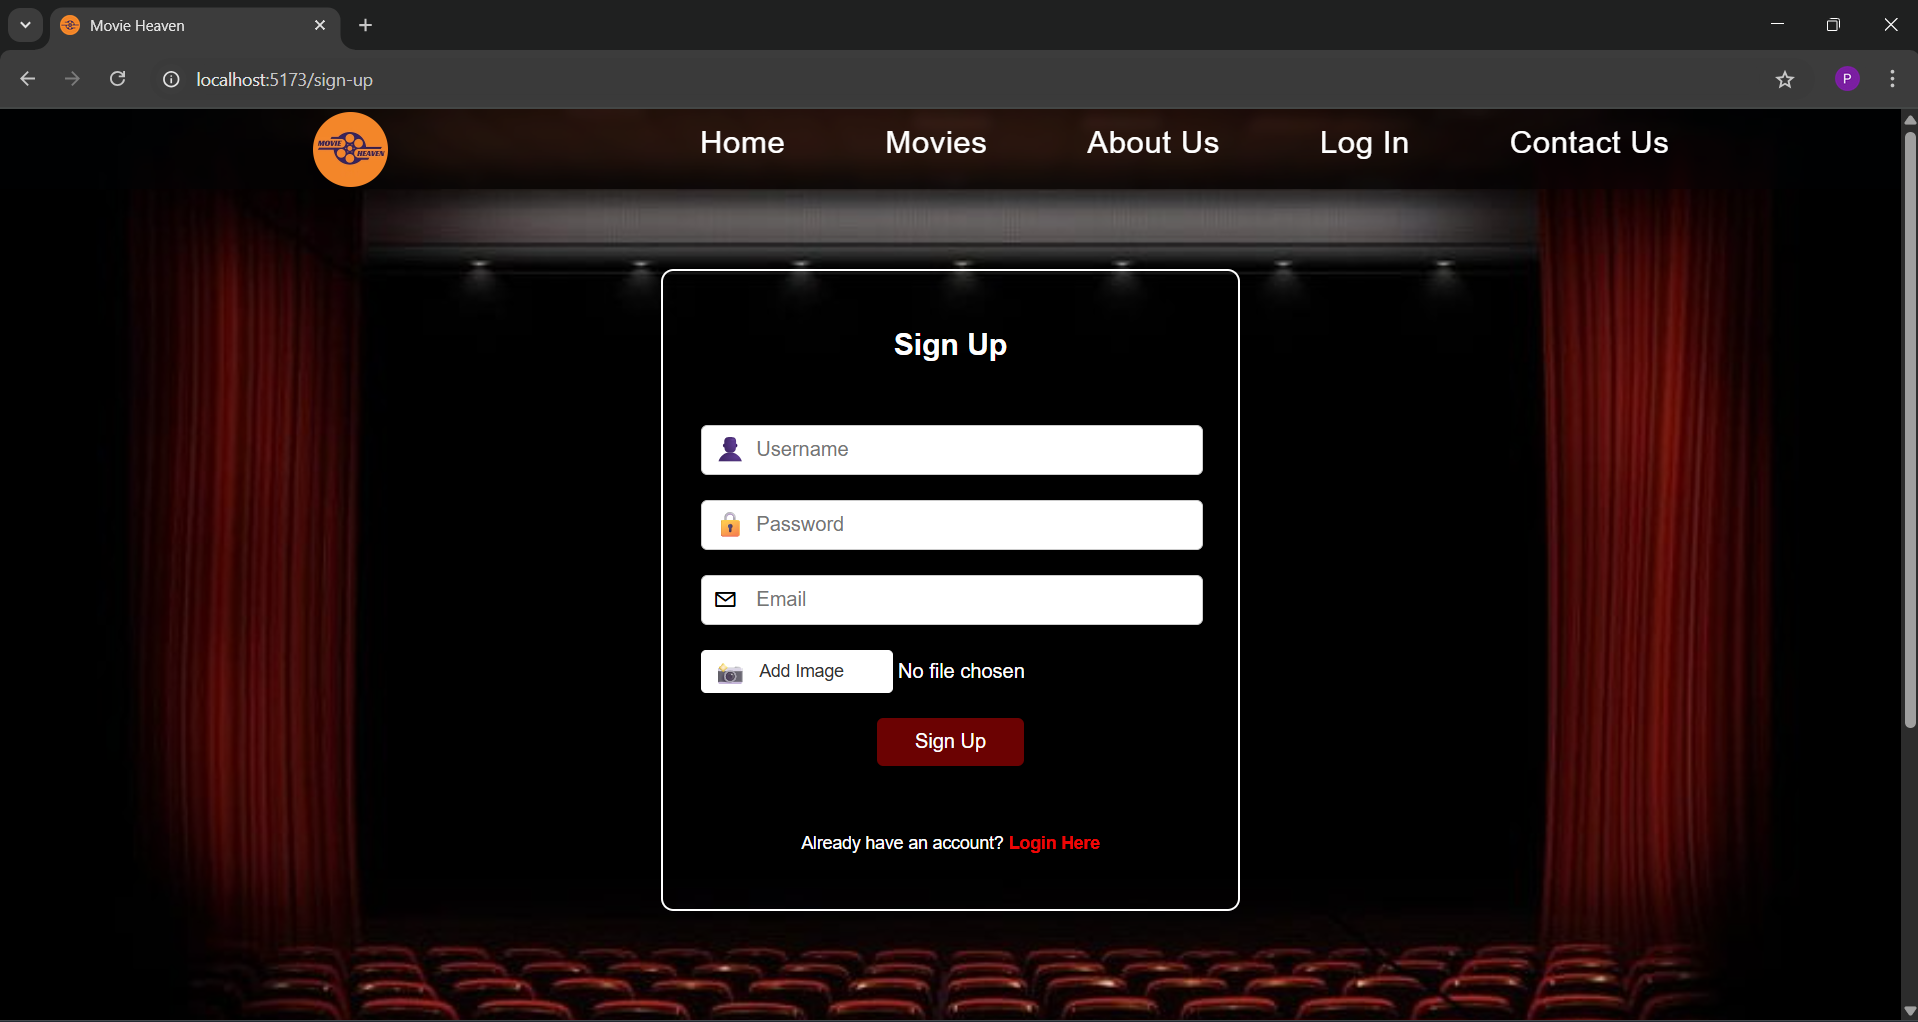 Movie Heaven
localhost:5173/sign-up
P
MOVIE
HEAVEN
Home Movies About Us Log In Contact Us
Sign Up
Username
Password
Email
Add Image No file chosen
Sign Up
Already have an account? Login Here